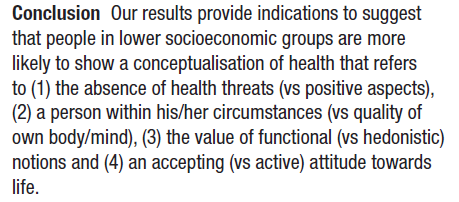 Conclusion Our results provide indications to suggest
that people in lower socioeconomic groups are more
likely to show a conceptualisation of health that refers
to (1) the absence of health threats (vs positive aspects),
(2) a person within his/her circumstances (vs quality of
own body/mind), (3) the value of functional (vs hedonistic)
notions and (4) an accepting (vs active) attitude towards
life.